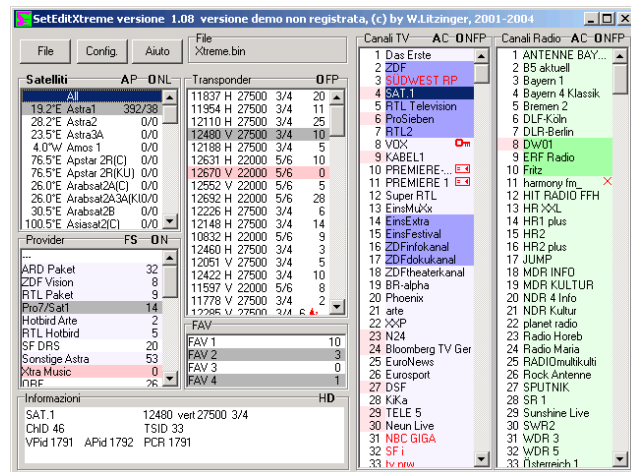 SetEditXtreme versione 1.08 versione demo non registrata, (c) by W.Litzinger, 2001-2004
File Config. Aiuto
File
Xtreme.bin
Satelliti AP ONL
All
19.2°E Astra1 392/38
28.2°E Astra2 0/0
23.5°E Astra3A 0/0
4.0°W Amos 1 0/0
76.5°E Apstar 2R(C) 0/0
76.5°E Apstar 2R(KU) 0/0
26.0°E Arabsat2A(C) 0/0
26.0°E Arabsat2A3A(KI0/0
30.5°E Arabsat2B 0/0
100.5°E Asiasat2(C) 0/0
Transponder OFP
11837 H 27500 3/4 20
11954 H 27500 3/4 11
12110 H 27500 3/4 25
12480 V 27500 3/4 10
12188 H 27500 3/4 5
12631 H 22000 5/6 10
12670 V 22000 5/6 0
12552 V 22000 5/6 5
12692 H 22000 5/6 28
12226 H 27500 3/4 6
12148 H 27500 3/4 14
10832 H 22000 5/6 9
12460 H 27500 3/4 3
12051 V 27500 3/4 5
12422 H 27500 3/4 10
11597 V 22000 5/6 8
11778 V 27500 3/4 2
12285 V 27500 3/4 6
Provider FS ON
---
ARD Paket 32
ZDF Vision 8
RTL Paket 9
Pro7/Sat1 14
Hotbird Arte 2
RTL Hotbird 5
SF DRS 20
Sonstige Astra 53
Xtra Music 0
ORF 26
FAV
FAV 1 10
FAV 2 3
FAV 3 0
FAV 4 1
Informazioni HD
SAT.1 12480 vert 27500 3/4
ChID 46 TSID 33
VPid 1791 APid 1792 PCR 1791
Canali TV AC ONFP
1 Das Erste
2 ZDF
3 SÜDWEST RP
4 SAT.1
5 RTL Television
6 ProSieben
7 RTL2
8 VOX
9 KABEL1
10 PREMIERE-...
11 PREMIERE 1
12 Super RTL
13 EinsMuXx
14 EinsExtra
15 EinsFestival
16 ZDFinfokanal
17 ZDFdokukanal
18 ZDFtheaterkanal
19 BR-alpha
20 Phoenix
21 arte
22 XXP
23 N24
24 Bloomberg TV Ger
25 EuroNews
26 Eurosport
27 DSF
28 KiKa
29 TELE 5
30 Neun Live
31 NBC GIGA
32 SF i
33 tv nrw
Canali Radio AC ONFP
1 ANTENNE BAY...
2 B5 aktuell
3 Bayern 1
4 Bayern 4 Klassik
5 Bremen 2
6 DLF-Köln
7 DLR-Berlin
8 DW01
9 ERF Radio
10 Fritz
11 harmony fm_
12 HIT RADIO FFH
13 HR XXL
14 HR1 plus
15 HR2
16 HR2 plus
17 JUMP
18 MDR INFO
19 MDR KULTUR
20 NDR 4 Info
21 NDR Kultur
22 planet radio
23 Radio Horeb
24 Radio Maria
25 RADIOmultikulti
26 Rock Antenne
27 SPUTNIK
28 SR 1
29 Sunshine Live
30 SWR2
31 WDR 3
32 WDR 5
33 Österreich 1